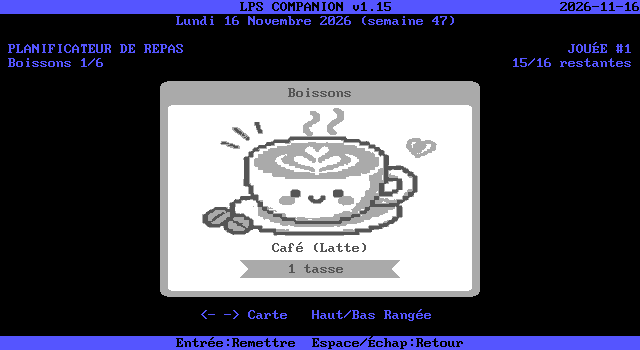 LPS COMPANION v1.15 2026-11-16
Lundi 16 Novembre 2026 (semaine 47)
PLANIFICATEUR DE REPAS JOUÉE #1
Boissons 1/6 15/16 restantes
Boissons
Café (Latte)
1 tasse
<- -> Carte Haut/Bas Rangée
Entrée:Remettre Espace/Échap:Retour